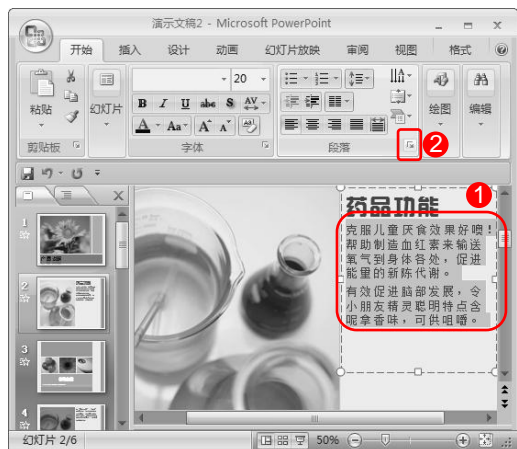 演示文稿2 - Microsoft PowerPoint
开始 插入 设计 动画 幻灯片放映 审阅 视图 格式
20
粘贴 幻灯片 B I U abe S AV 绘图 编辑
A Aa A A
剪贴板 字体 段落 2
1
药品功能
克服儿童厌食效果好喷!
帮助制造血红素来输送
氧气到身体各处，促进
能量的新陈代谢。
有效促进脑部发展，令
小朋友精灵聪明特点含
呢拿香味，可供咀嚼。
1
2
3
4
幻灯片 2/6 50%